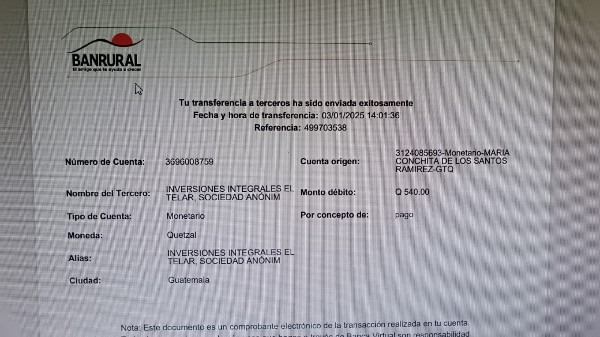 BANRURAL
El amigo que te ayuda a crecer
Tu transferencia a terceros ha sido enviada exitosamente
Fecha y hora de transferencia: 03/01/2025 14:01:36
Referencia: 499703538
Número de Cuenta: 3696008759
Cuenta origen: 3124085693-Monetario-MARIA
CONCHITA DE LOS SANTOS
RAMIREZ-GTQ
Nombre del Tercero: INVERSIONES INTEGRALES EL
TELAR, SOCIEDAD ANÓNIM
Monto débito: Q 540.00
Tipo de Cuenta: Monetario
Por concepto de: pago
Moneda: Quetzal
Alias: INVERSIONES INTEGRALES EL
TELAR, SOCIEDAD ANÓNIM
Ciudad: Guatemala
Nota: Este documento es un comprobante electrónico de la transacción realizada en tu cuenta.
a través de Banca Virtual son responsabilidad